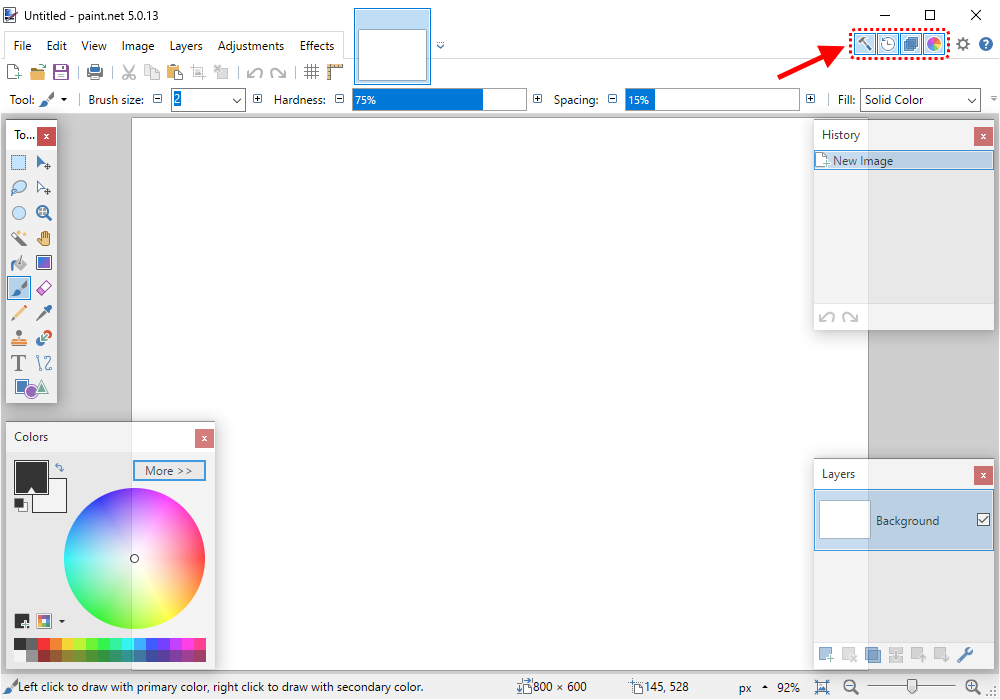 Untitled - paint.net 5.0.13
File Edit View Image Layers Adjustments Effects
Tool: Brush size: 2 Hardness: 75% Spacing: 15% Fill: Solid Color
To...
History
New Image
Colors
More >>
Layers
Background
Left click to draw with primary color, right click to draw with secondary color. 800 × 600 145, 528 px 92%